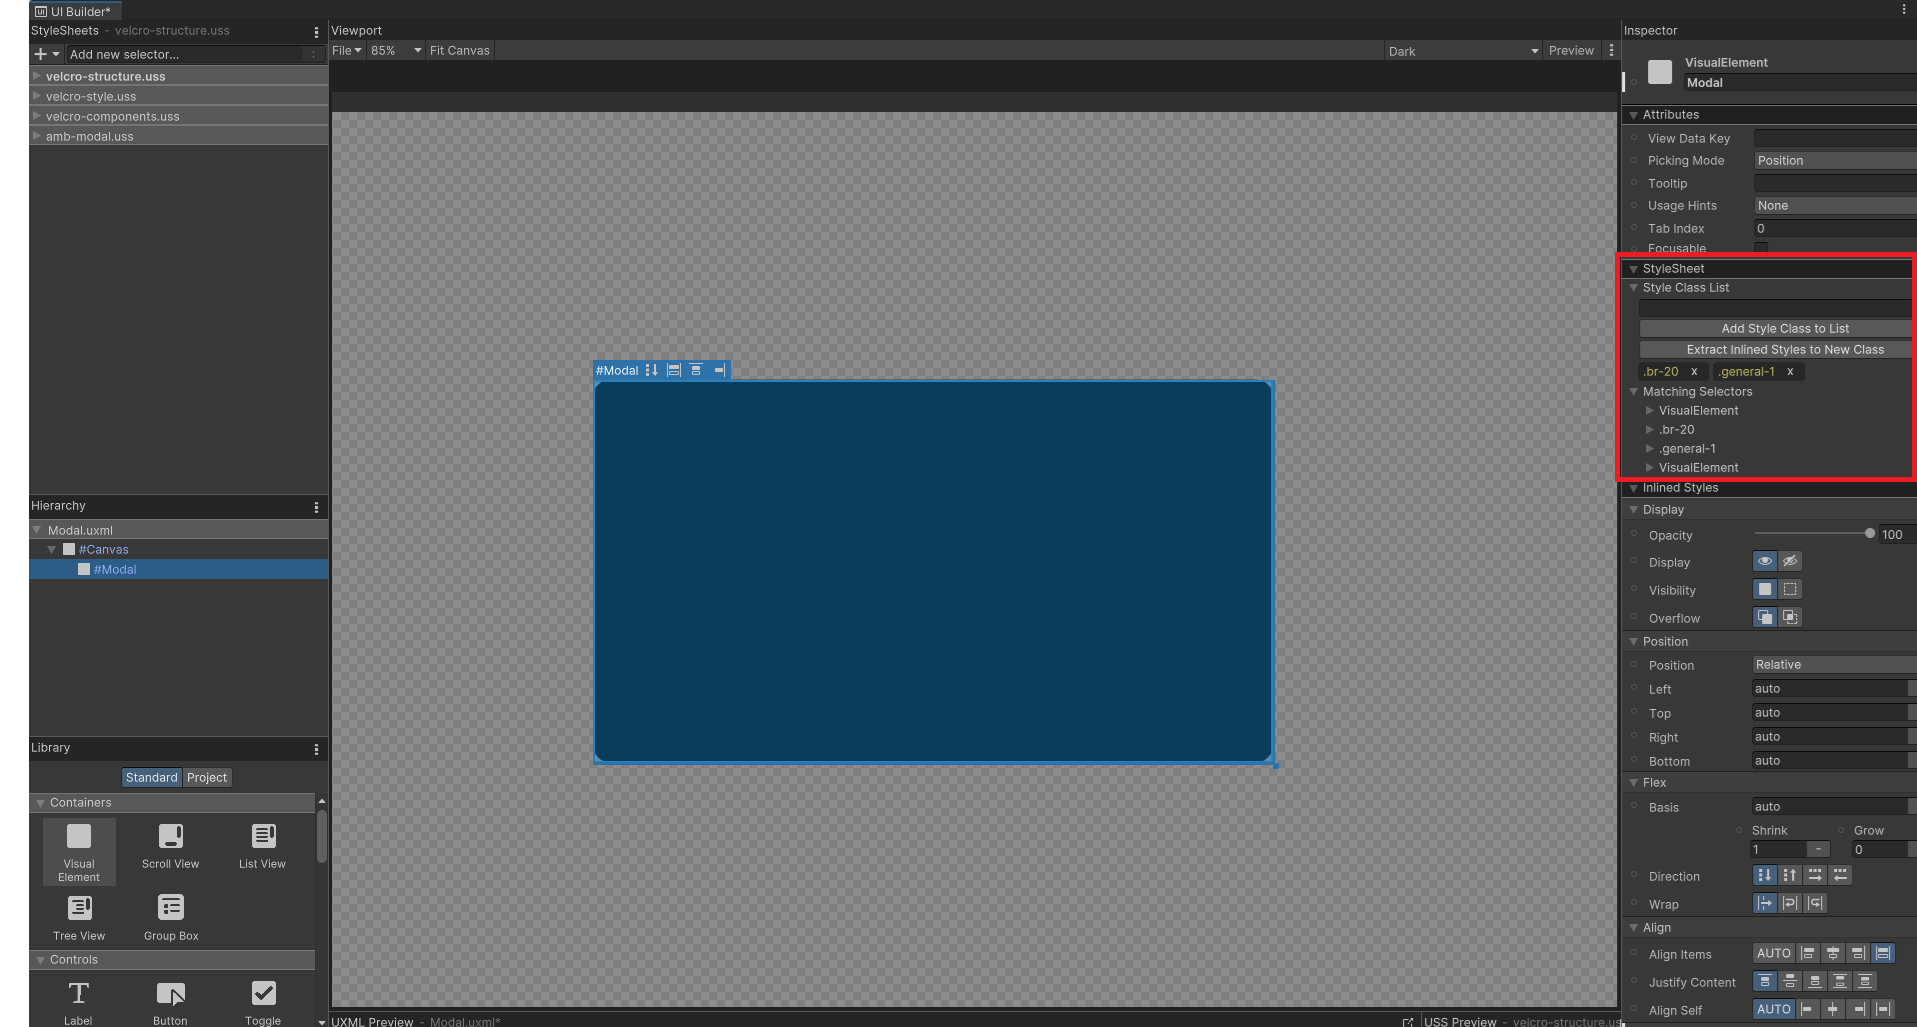 UI Builder*
StyleSheets - velcro-structure.uss
Add new selector...
velcro-structure.uss
velcro-style.uss
velcro-components.uss
amb-modal.uss
Hierarchy
Modal.uxml
#Canvas
#Modal
Library
Standard Project
Containers
Visual Element
Scroll View
List View
Tree View
Group Box
Controls
Label
Button
Toggle
Viewport
File 85% Fit Canvas
Dark Preview
#Modal
UXML Preview - Modal.uxml*
USS Preview - velcro-structure.us
Inspector
VisualElement
Modal
Attributes
View Data Key
Picking Mode Position
Tooltip
Usage Hints None
Tab Index 0
Focusable
StyleSheet
Style Class List
Add Style Class to List
Extract Inlined Styles to New Class
.br-20 x .general-1 x
Matching Selectors
VisualElement
.br-20
.general-1
VisualElement
Inlined Styles
Display
Opacity 100
Display
Visibility
Overflow
Position
Position Relative
Left auto
Top auto
Right auto
Bottom auto
Flex
Basis auto
Shrink Grow
1 - 0
Direction
Wrap
Align
Align Items AUTO
Justify Content
Align Self AUTO